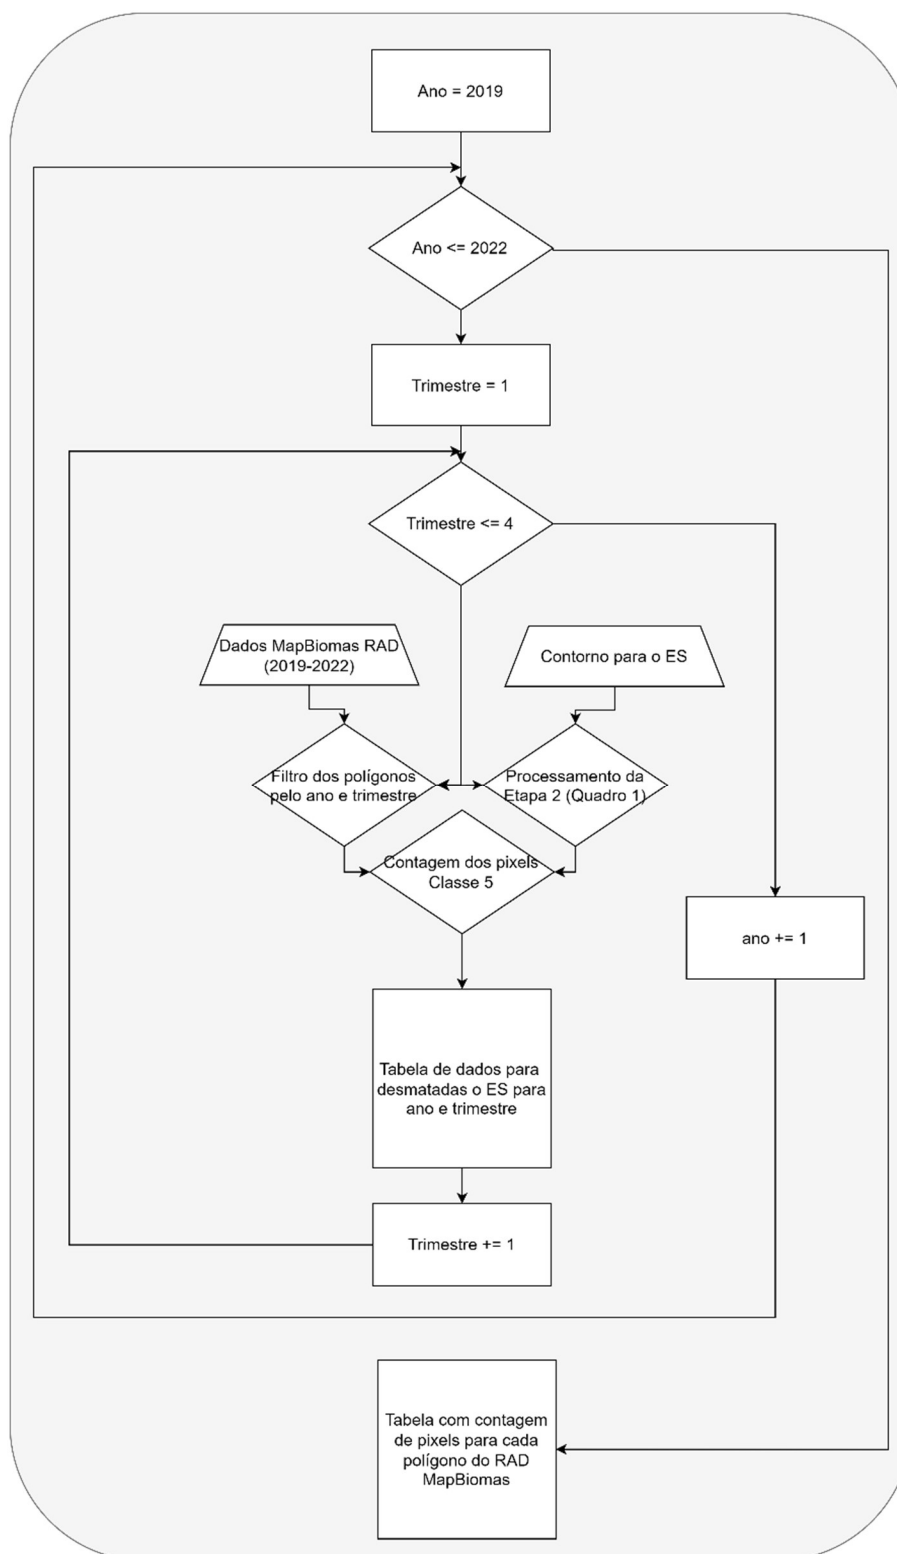 Ano = 2019
Ano <= 2022
Trimestre = 1
Trimestre <= 4
Dados MapBiomas RAD
(2019-2022)
Contorno para o ES
Filtro dos polígonos
pelo ano e trimestre
Processamento da
Etapa 2 (Quadro 1)
Contagem dos pixels
Classe 5
ano += 1
Tabela de dados para
desmatadas o ES para
ano e trimestre
Trimestre += 1
Tabela com contagem
de pixels para cada
polígono do RAD
MapBiomas